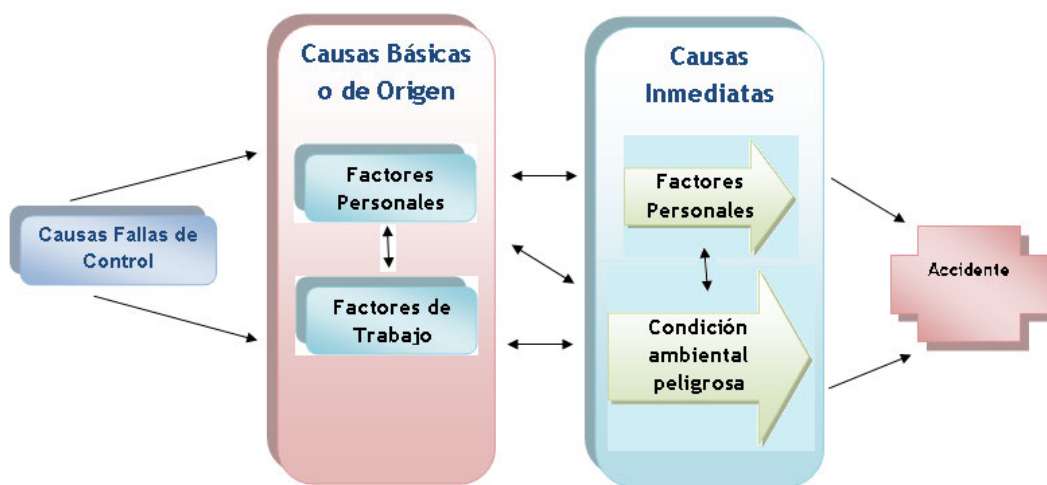 Causas Básicas
o de Origen
Causas
Inmediatas
Factores
Personales
Factores
Personales
Causas Fallas de
Control
Accidente
Factores de
Trabajo
Condición
ambiental
peligrosa